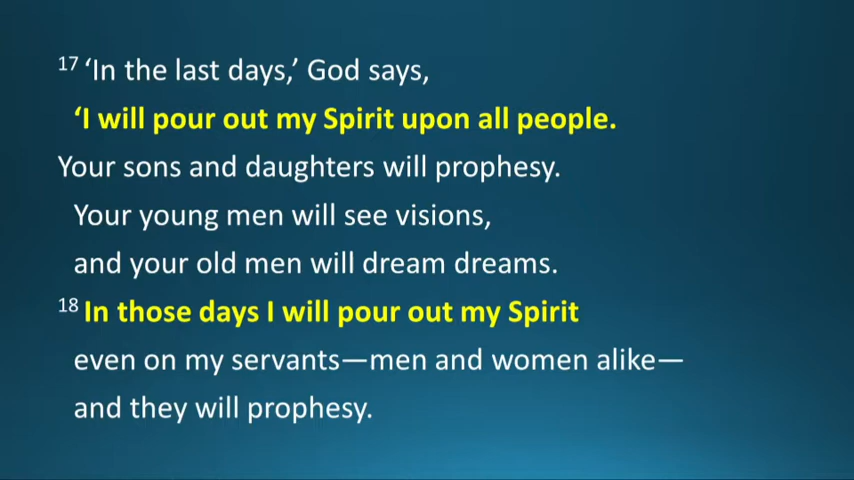 17 ‘In the last days,’ God says,
‘I will pour out my Spirit upon all people.
Your sons and daughters will prophesy.
Your young men will see visions,
and your old men will dream dreams.
18 In those days I will pour out my Spirit
even on my servants—men and women alike—
and they will prophesy.